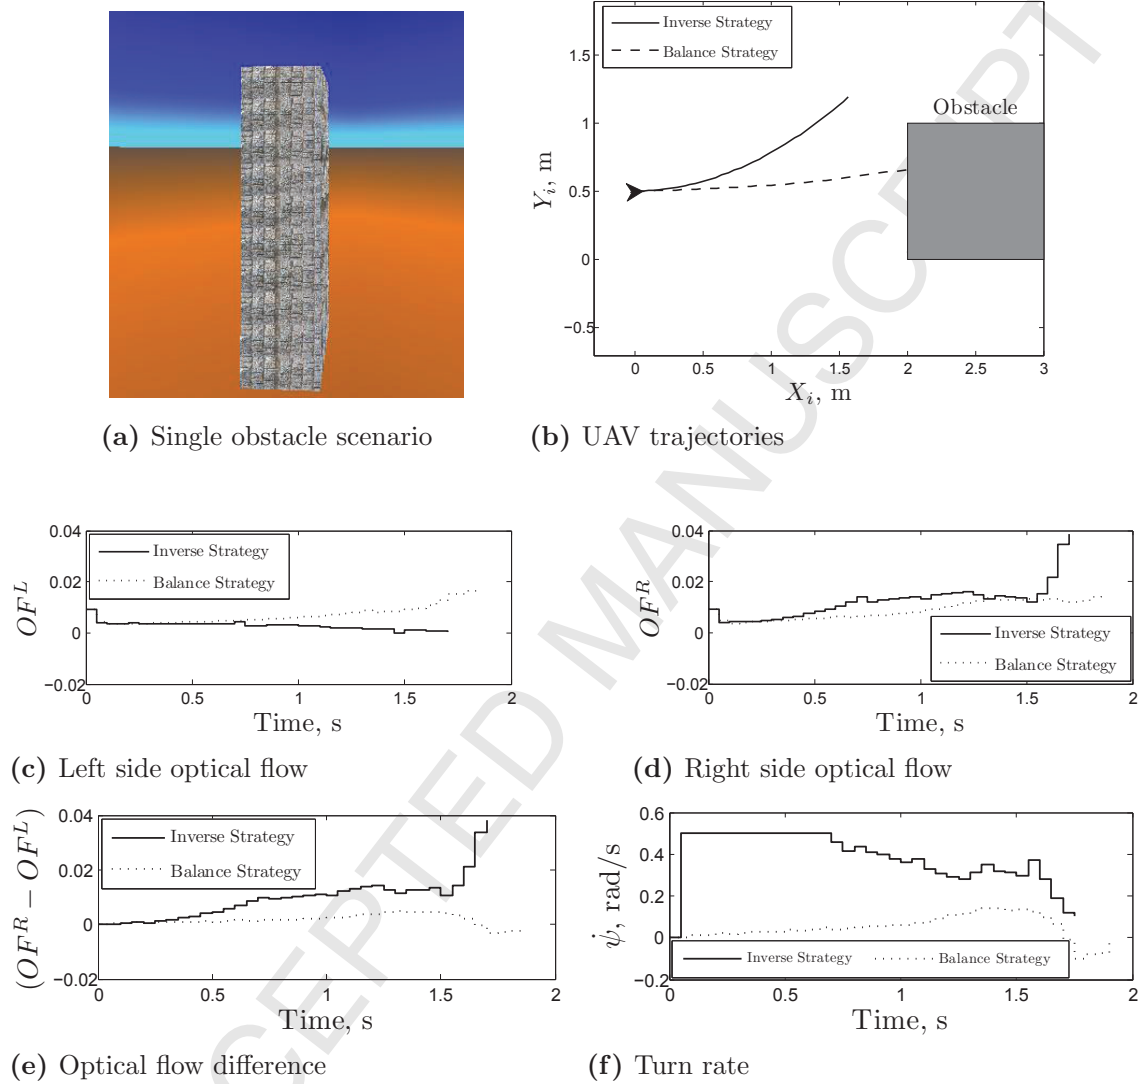 Inverse Strategy
Balance Strategy
Obstacle
1.5
1
0.5
0
−0.5
Y_i, m
0 0.5 1 1.5 2 2.5 3
X_i, m
(a) Single obstacle scenario
(b) UAV trajectories
0.04
0.02
0
−0.02
OF^L
Inverse Strategy
Balance Strategy
0 0.5 1 1.5 2
Time, s
(c) Left side optical flow
0.04
0.02
0
−0.02
OF^R
Inverse Strategy
Balance Strategy
0 0.5 1 1.5 2
Time, s
(d) Right side optical flow
0.04
0.02
0
−0.02
(OF^R − OF^L)
Inverse Strategy
Balance Strategy
0 0.5 1 1.5 2
Time, s
(e) Optical flow difference
0.6
0.4
0.2
0
−0.2
ψ̇, rad/s
Inverse Strategy Balance Strategy
0 0.5 1 1.5 2
Time, s
(f) Turn rate
CEPTED MANUSCRIPT